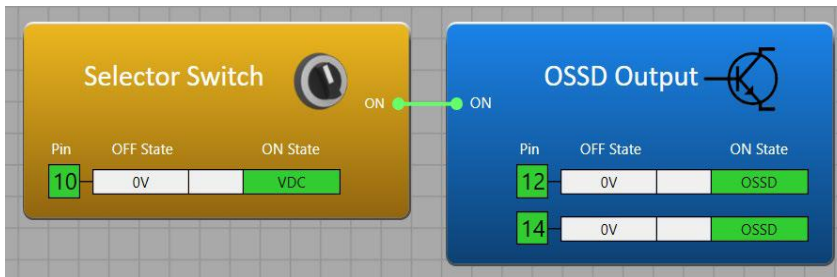 Selector Switch
ON
Pin OFF State ON State
10 0V VDC
OSSD Output
ON
Pin OFF State ON State
12 0V OSSD
14 0V OSSD